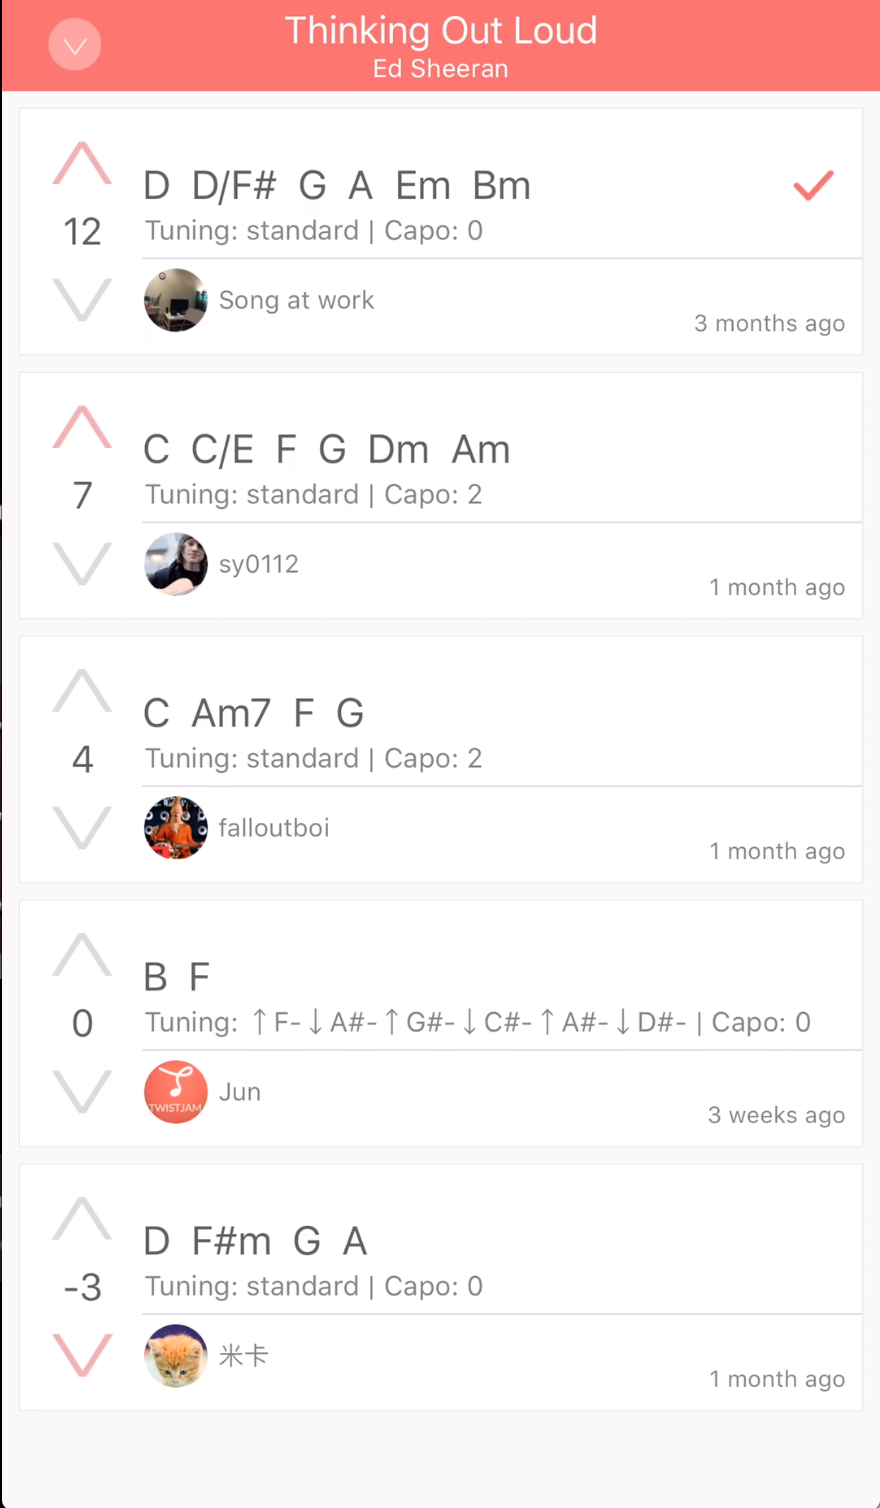 Thinking Out Loud
Ed Sheeran
D D/F# G A Em Bm
12
Tuning: standard | Capo: 0
Song at work
3 months ago
C C/E F G Dm Am
7
Tuning: standard | Capo: 2
sy0112
1 month ago
C Am7 F G
4
Tuning: standard | Capo: 2
falloutboi
1 month ago
B F
0
Tuning: ↑F-↓A#-↑G#-↓C#-↑A#-↓D#- | Capo: 0
TWISTJAM
Jun
3 weeks ago
D F#m G A
-3
Tuning: standard | Capo: 0
米卡
1 month ago